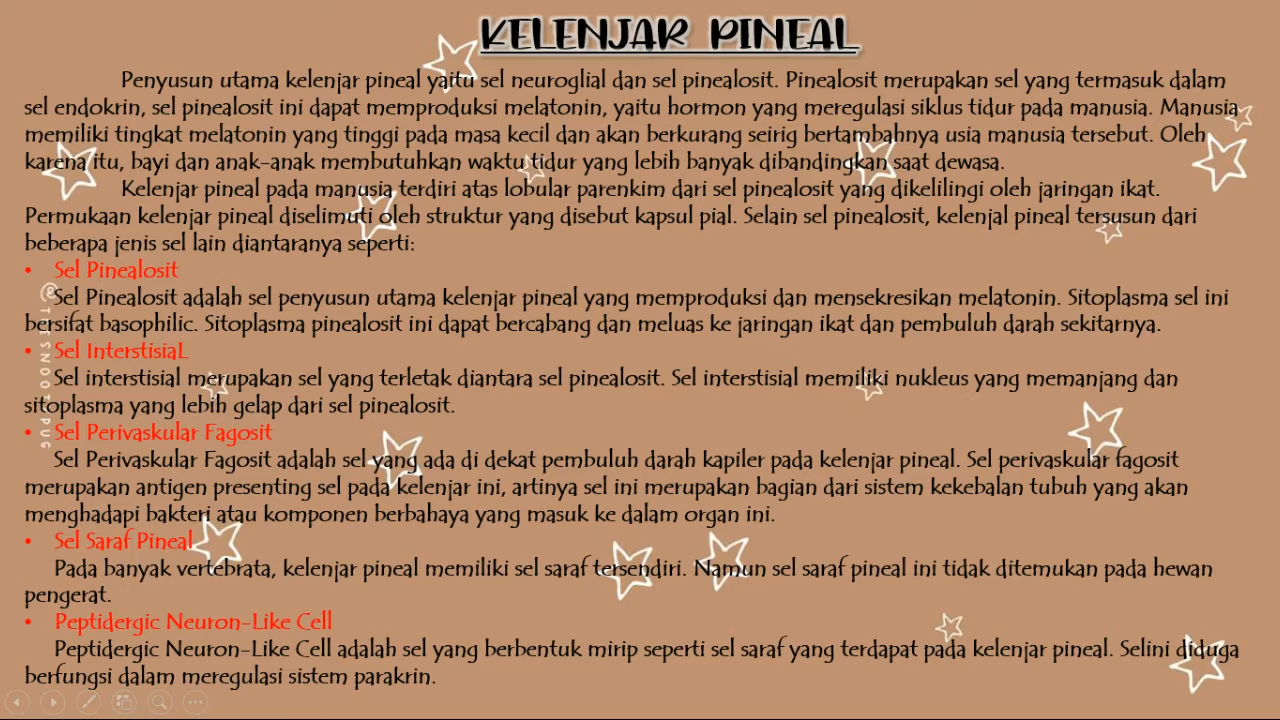 KELENJAR PINEAL
Penyusun utama kelenjar pineal yaitu sel neuroglial dan sel pinealosit. Pinealosit merupakan sel yang termasuk dalam
sel endokrin, sel pinealosit ini dapat memproduksi melatonin, yaitu hormon yang meregulasi siklus tidur pada manusia. Manusia
memiliki tingkat melatonin yang tinggi pada masa kecil dan akan berkurang seirig bertambahnya usia manusia tersebut. Oleh
karena itu, bayi dan anak-anak membutuhkan waktu tidur yang lebih banyak dibandingkan saat dewasa.
Kelenjar pineal pada manusia terdiri atas lobular parenkim dari sel pinealosit yang dikelilingi oleh jaringan ikat.
Permukaan kelenjar pineal diselimuti oleh struktur yang disebut kapsul pial. Selain sel pinealosit, kelenjal pineal tersusun dari
beberapa jenis sel lain diantaranya seperti:
• Sel Pinealosit
Sel Pinealosit adalah sel penyusun utama kelenjar pineal yang memproduksi dan mensekresikan melatonin. Sitoplasma sel ini
bersifat basophilic. Sitoplasma pinealosit ini dapat bercabang dan meluas ke jaringan ikat dan pembuluh darah sekitarnya.
• Sel InterstisiaL
Sel interstisial merupakan sel yang terletak diantara sel pinealosit. Sel interstisial memiliki nukleus yang memanjang dan
sitoplasma yang lebih gelap dari sel pinealosit.
• Sel Perivaskular Fagosit
Sel Perivaskular Fagosit adalah sel yang ada di dekat pembuluh darah kapiler pada kelenjar pineal. Sel perivaskular fagosit
merupakan antigen presenting sel pada kelenjar ini, artinya sel ini merupakan bagian dari sistem kekebalan tubuh yang akan
menghadapi bakteri atau komponen berbahaya yang masuk ke dalam organ ini.
• Sel Saraf Pineal
Pada banyak vertebrata, kelenjar pineal memiliki sel saraf tersendiri. Namun sel saraf pineal ini tidak ditemukan pada hewan
pengerat.
• Peptidergic Neuron-Like Cell
Peptidergic Neuron-Like Cell adalah sel yang berbentuk mirip seperti sel saraf yang terdapat pada kelenjar pineal. Selini diduga
berfungsi dalam meregulasi sistem parakrin.